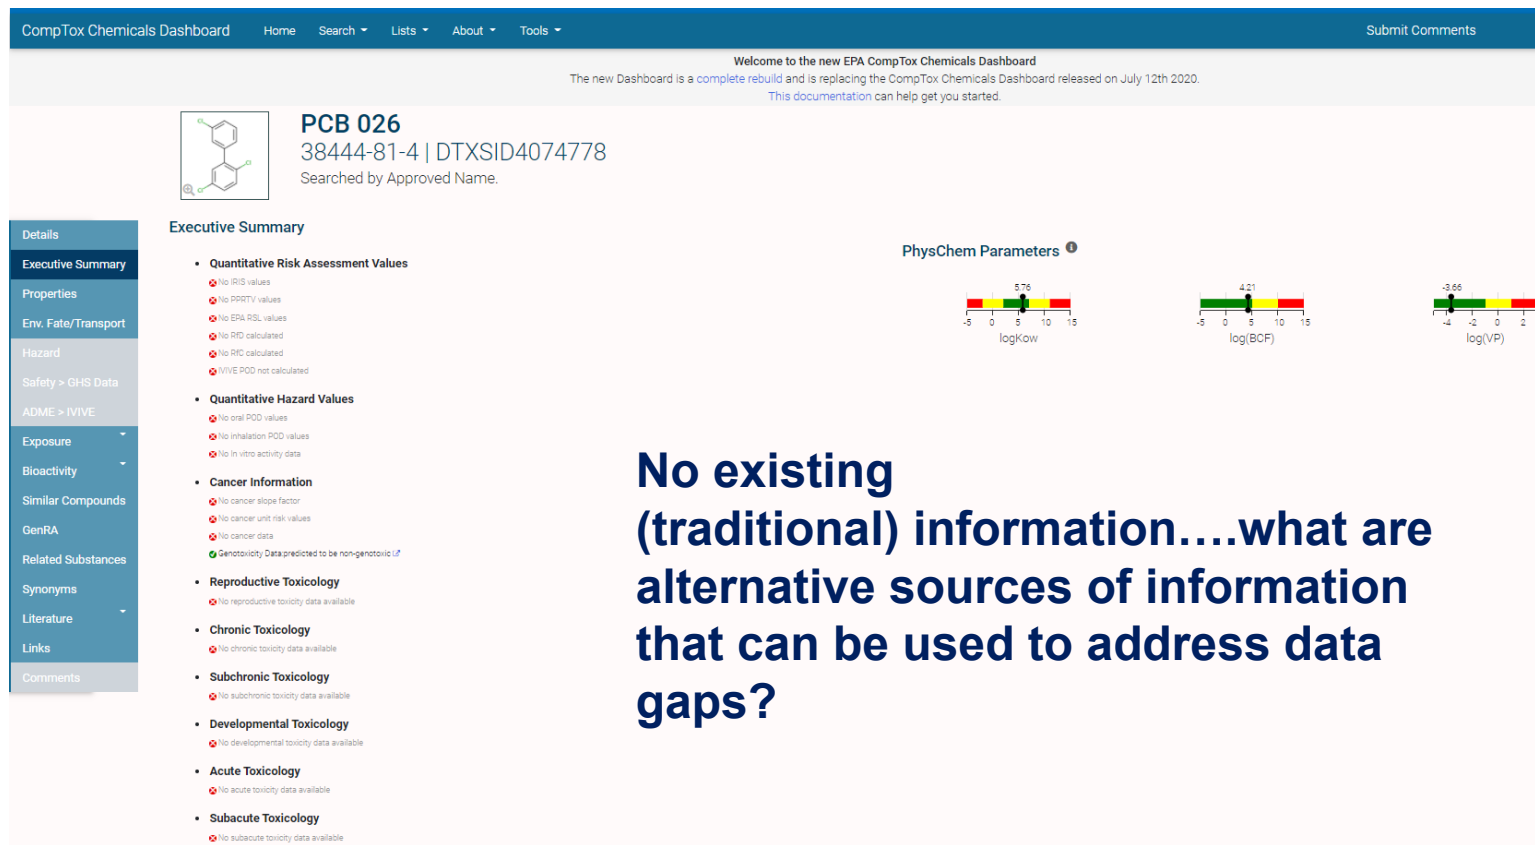 CompTox Chemicals Dashboard Home Search Lists About Tools Submit Comments
Welcome to the new EPA CompTox Chemicals Dashboard
The new Dashboard is a complete rebuild and is replacing the CompTox Chemicals Dashboard released on July 12th 2020.
This documentation can help get you started.
Cl
Cl
Cl
PCB 026
38444-81-4 | DTXSID4074778
Searched by Approved Name.
Details
Executive Summary
Properties
Env. Fate/Transport
Hazard
Safety > GHS Data
ADME > IVIVE
Exposure
Bioactivity
Similar Compounds
GenRA
Related Substances
Synonyms
Literature
Links
Comments
Executive Summary
• Quantitative Risk Assessment Values
No IRIS values
No PPRTV values
No EPA RSL values
No RfD calculated
No RfC calculated
IVIVE POD not calculated
• Quantitative Hazard Values
No oral POD values
No inhalation POD values
No In vitro activity data
• Cancer Information
No cancer slope factor
No cancer unit risk values
No cancer data
Genotoxicity Data:predicted to be non-genotoxic
• Reproductive Toxicology
No reproductive toxicity data available
• Chronic Toxicology
No chronic toxicity data available
• Subchronic Toxicology
No subchronic toxicity data available
• Developmental Toxicology
No developmental toxicity data available
• Acute Toxicology
No acute toxicity data available
• Subacute Toxicology
No subacute toxicity data available
PhysChem Parameters
5.76
-5 0 5 10 15
logKow
4.21
-5 0 5 10 15
log(BCF)
-3.66
-4 -2 0 2
log(VP)
No existing
(traditional) information....what are
alternative sources of information
that can be used to address data
gaps?